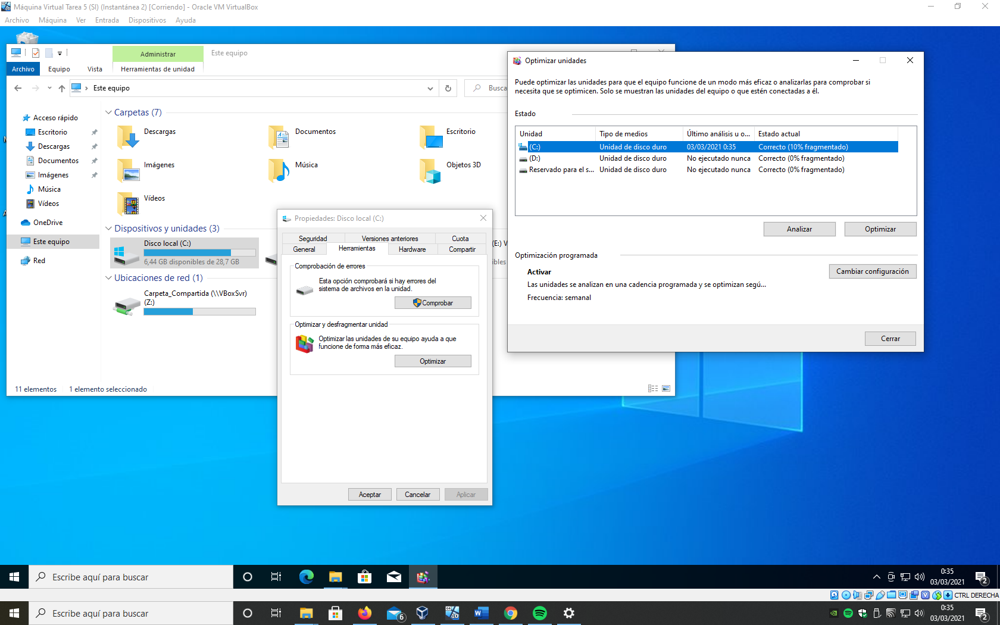 Máquina Virtual Tarea 5 (SI) (Instantánea 2) [Corriendo] - Oracle VM VirtualBox
Archivo Máquina Ver Entrada Dispositivos Ayuda
Administrar Este equipo
Archivo Equipo Vista Herramientas de unidad
Este equipo
Busca
Acceso rápido
Escritorio
Descargas
Documentos
Imágenes
Música
Vídeos
OneDrive
Este equipo
Red
Carpetas (7)
Descargas
Documentos
Escritorio
Imágenes
Música
Objetos 3D
Vídeos
Dispositivos y unidades (3)
Disco local (C:)
6,44 GB disponibles de 28,7 GB
(E:) V
ibles
Ubicaciones de red (1)
Carpeta_Compartida (\\VBoxSvr)
(Z:)
11 elementos 1 elemento seleccionado
Propiedades: Disco local (C:)
Seguridad Versiones anteriores Cuota
General Herramientas Hardware Compartir
Comprobación de errores
Esta opción comprobará si hay errores del
sistema de archivos en la unidad.
Comprobar
Optimizar y desfragmentar unidad
Optimizar las unidades de su equipo ayuda a que
funcione de forma más eficaz.
Optimizar
Aceptar Cancelar Aplicar
Optimizar unidades
Puede optimizar las unidades para que el equipo funcione de un modo más eficaz o analizarlas para comprobar si
necesita que se optimicen. Solo se muestran las unidades del equipo o que estén conectadas a él.
Estado
Unidad Tipo de medios Último análisis u o... Estado actual
(C:) Unidad de disco duro 03/03/2021 0:35 Correcto (10% fragmentado)
(D:) Unidad de disco duro No ejecutado nunca Correcto (0% fragmentado)
Reservado para el s... Unidad de disco duro No ejecutado nunca Correcto (0% fragmentado)
Analizar Optimizar
Optimización programada
Activar
Cambiar configuración
Las unidades se analizan en una cadencia programada y se optimizan segú...
Frecuencia: semanal
Cerrar
Escribe aquí para buscar
0:35
03/03/2021
2
CTRL DERECHA
Escribe aquí para buscar
6
0:35
03/03/2021
2